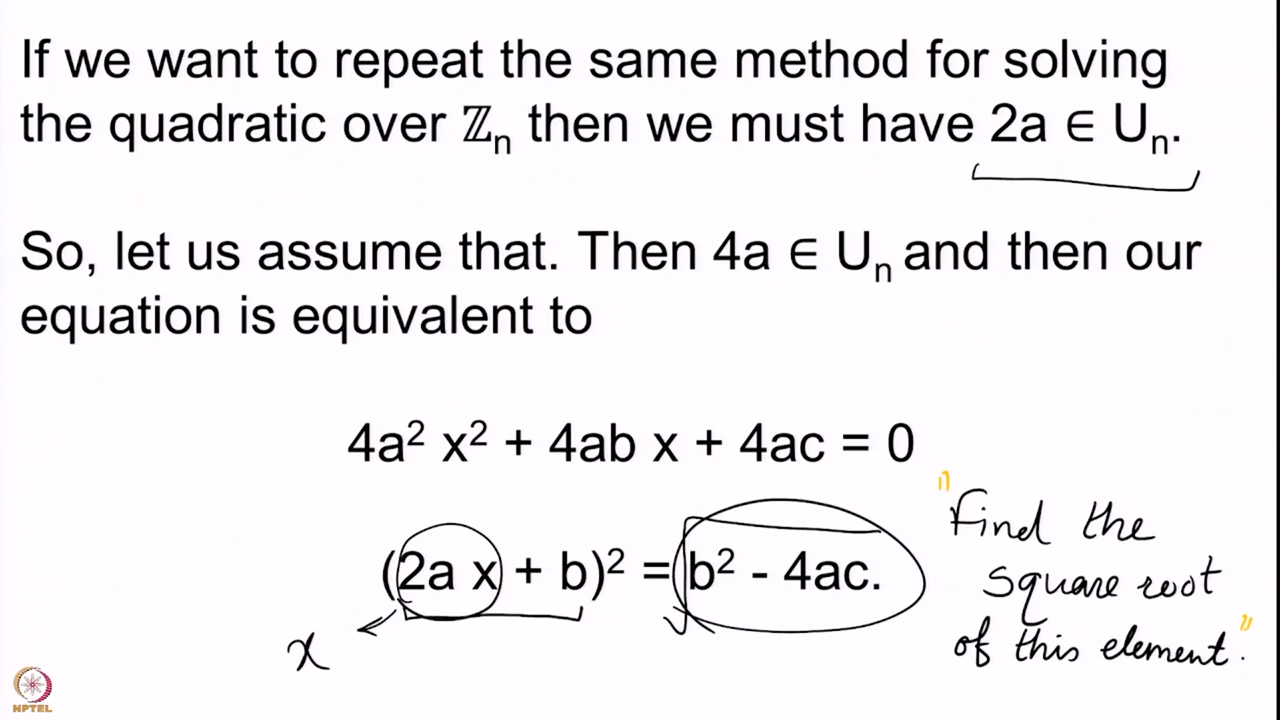 If we want to repeat the same method for solving
the quadratic over ℤn then we must have 2a ∈ Un.
So, let us assume that. Then 4a ∈ Un and then our
equation is equivalent to
4a² x² + 4ab x + 4ac = 0
(2a x + b)² = √b² - 4ac.
x
"Find the
square root
of this element."
NPTEL